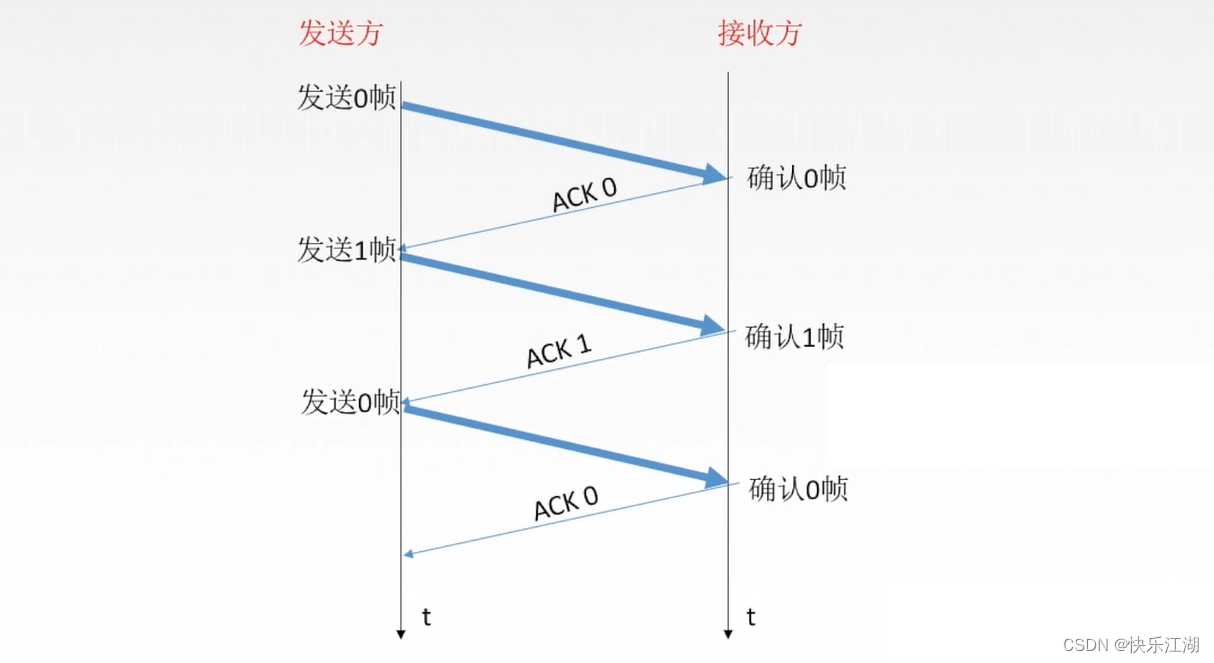 发送方
接收方
发送0帧
确认0帧
ACK 0
发送1帧
确认1帧
ACK 1
发送0帧
确认0帧
ACK 0
t
t
CSDN @快乐江湖